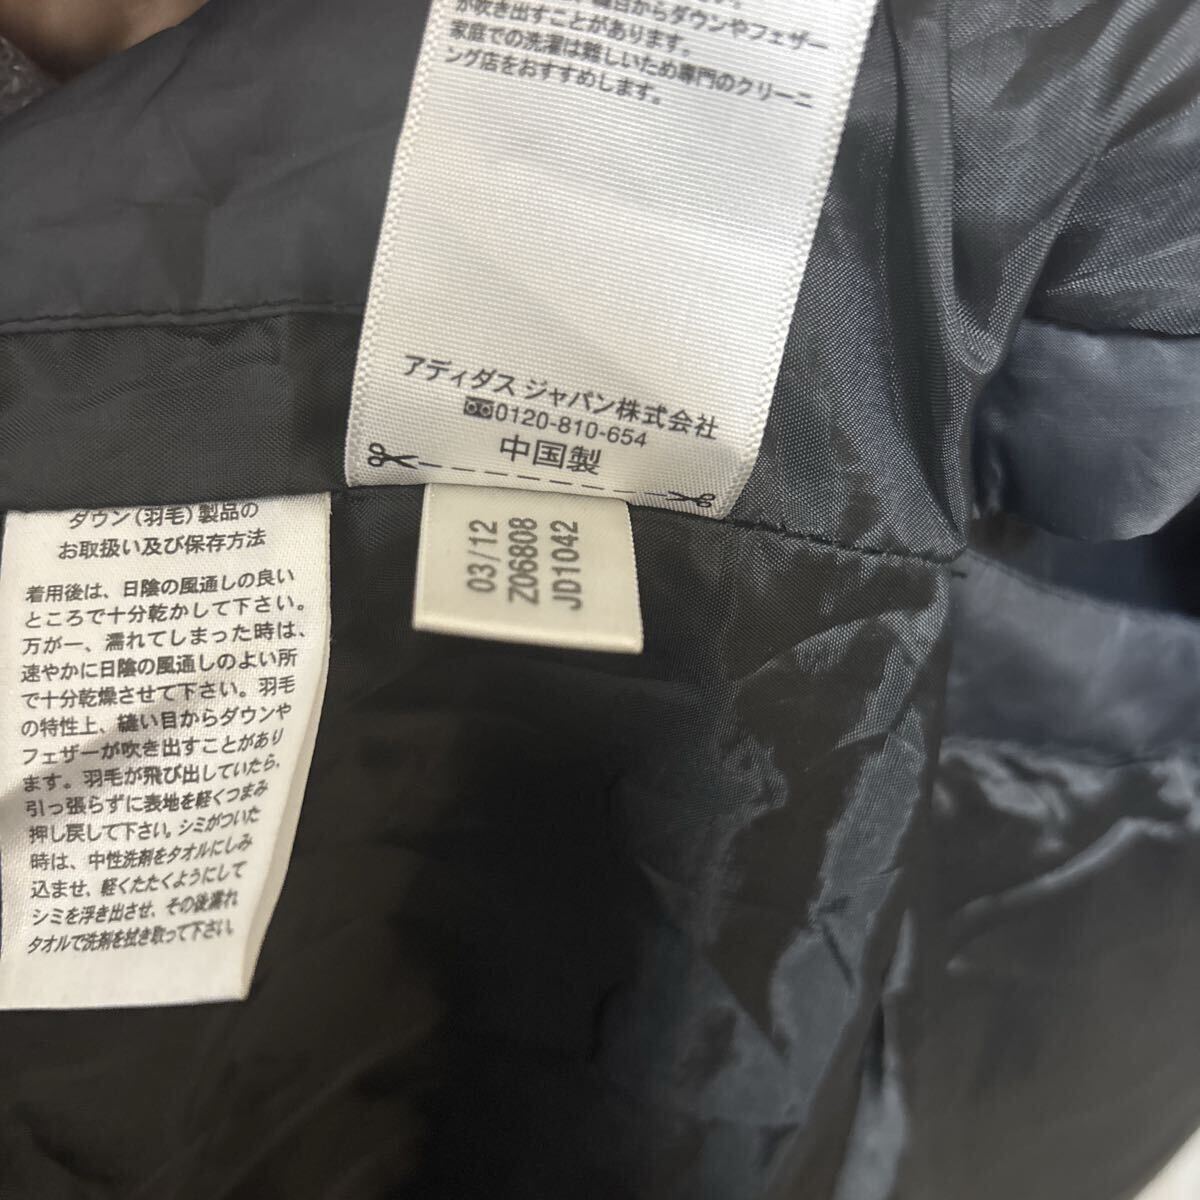 縫い目からダウンやフェザー
が吹き出すことがあります。
家庭での洗濯は難しいため専門のクリーニ
ング店をおすすめします。
アディダス ジャパン株式会社
0120-810-654
中国製
03/12
Z06808
JD1042
ダウン(羽毛)製品の
お取扱い及び保存方法
着用後は、日陰の風通しの良い
ところで十分乾かして下さい。
万が一、濡れてしまった時は、
速やかに日陰の風通しのよい所
で十分乾燥させて下さい。羽毛
の特性上、縫い目からダウンや
フェザーが吹き出すことがあり
ます。羽毛が飛び出していたら、
引っ張らずに表地を軽くつまみ
押し戻して下さい。シミがついた
時は、中性洗剤をタオルにしみ
込ませ、軽くたたくようにして
シミを浮き出させ、その後濡れ
タオルで洗剤を拭き取って下さい。